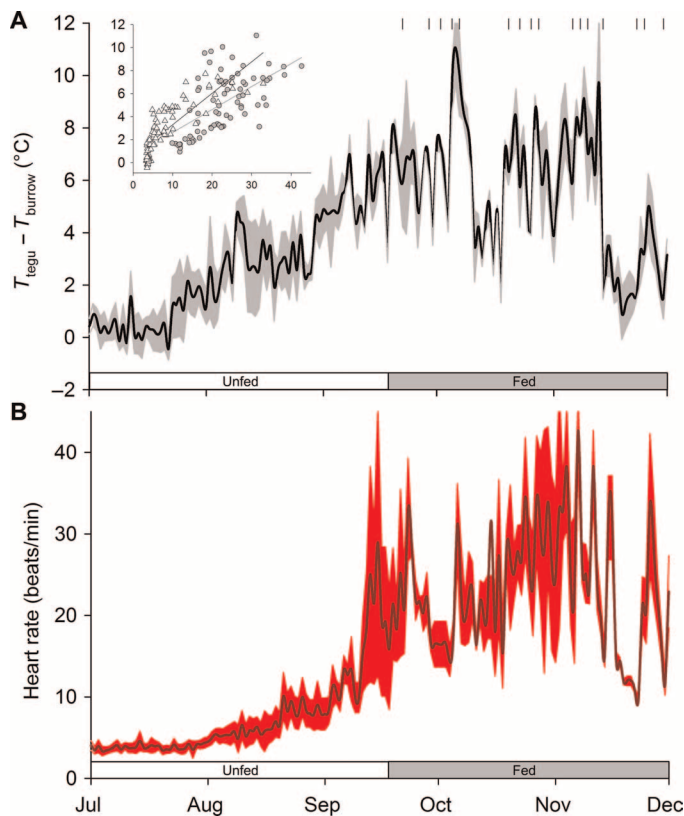 A
12
10
8
6
4
2
0
–2
T_tegu – T_burrow (°C)
12
10
8
6
4
2
0
0
10
20
30
40
Unfed
Fed
B
40
30
20
10
0
Heart rate (beats/min)
Unfed
Fed
Jul
Aug
Sep
Oct
Nov
Dec